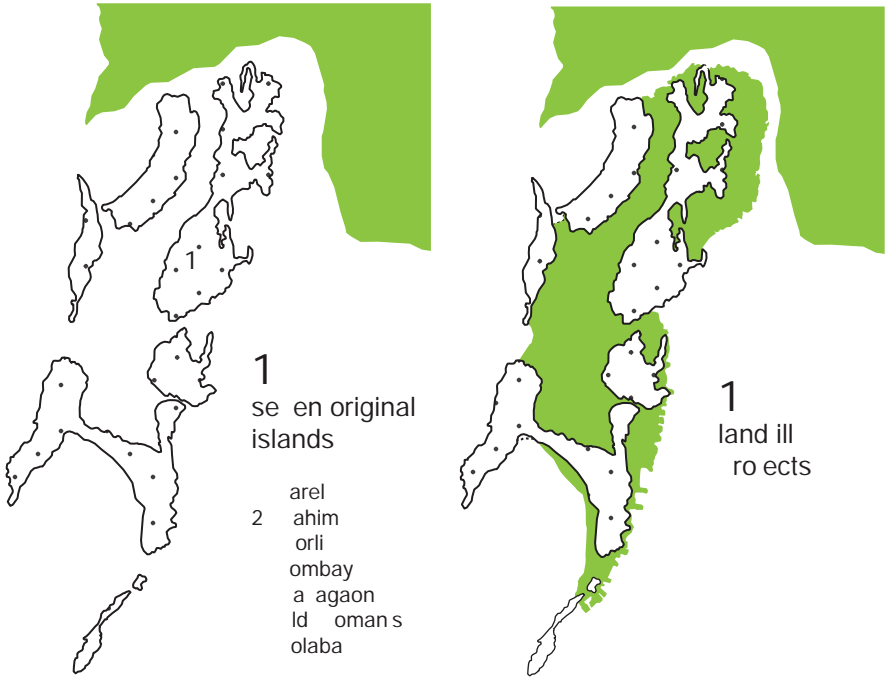 1
1
se en original
islands
arel
2 ahim
orli
ombay
a agaon
ld oman s
olaba
1
land ill
ro ects